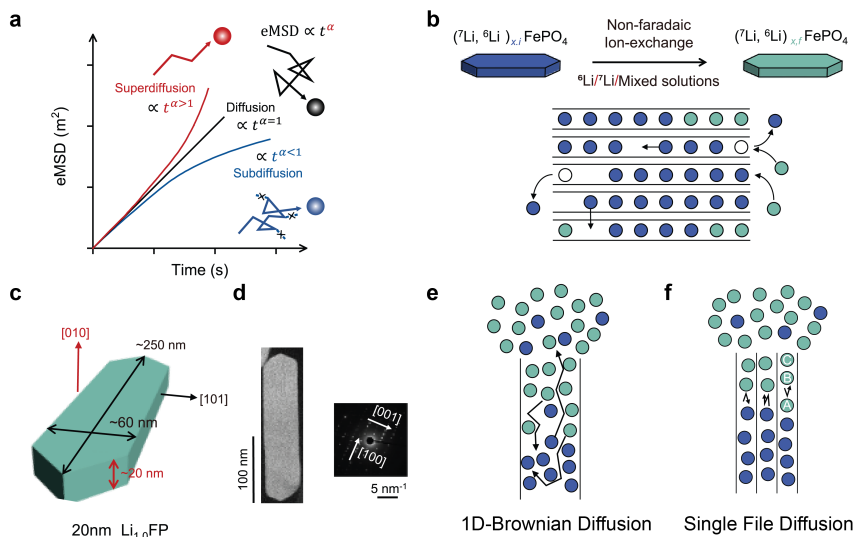 a
eMSD ∝ t^α
Superdiffusion
∝ t^α>1
Diffusion
∝ t^α=1
∝ t^α<1
Subdiffusion
eMSD (m²)
Time (s)
b
(⁷Li, ⁶Li)x.i FePO₄
Non-faradaic
Ion-exchange
⁶Li/⁷Li/Mixed solutions
(⁷Li, ⁶Li)x,f FePO₄
c
[010]
~250 nm
[101]
~60 nm
~20 nm
20nm Li₁.₀FP
d
100 nm
[001]
[100]
5 nm⁻¹
e
1D-Brownian Diffusion
f
C
B
A
Single File Diffusion